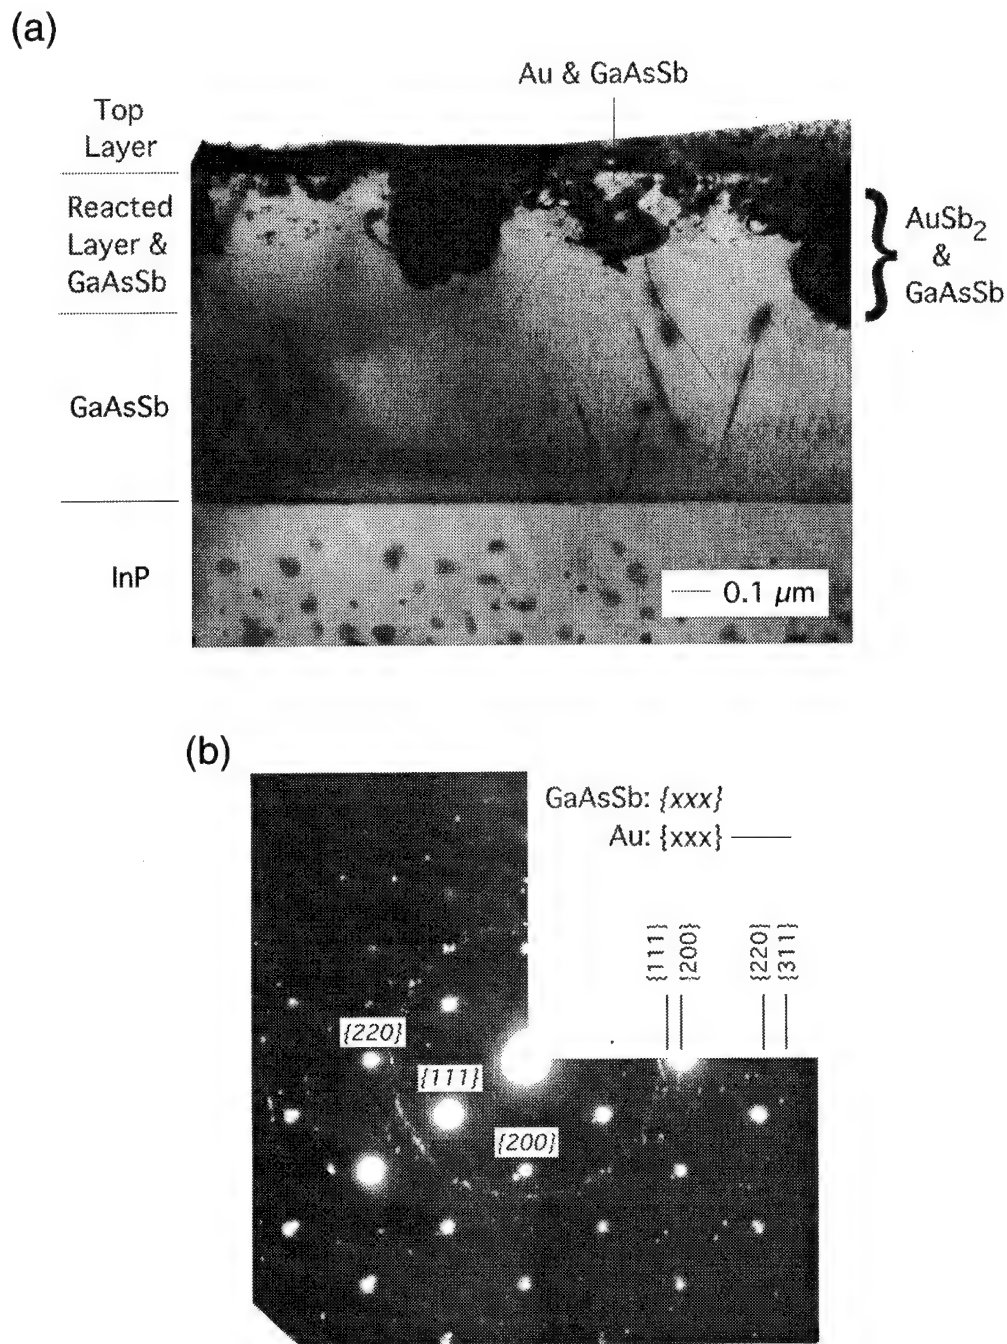 (a)
Au & GaAsSb
Top
Layer
Reacted
Layer &
GaAsSb
AuSb2
&
GaAsSb
GaAsSb
InP
0.1 µm
(b)
GaAsSb: {xxx}
Au: {xxx}
{111}
{200}
{220}
{311}
{220}
{111}
{200}